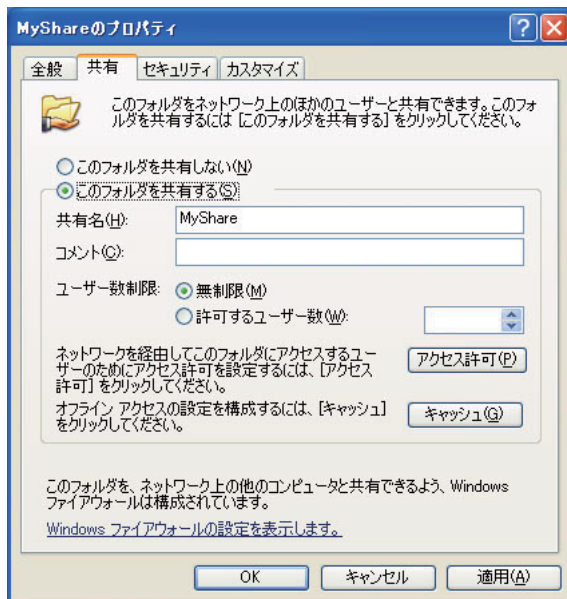 MyShareのプロパティ
全般 共有 セキュリティ カスタマイズ
このフォルダをネットワーク上のほかのユーザーと共有できます。このフォ
ルダを共有するには [このフォルダを共有する] をクリックしてください。
このフォルダを共有しない(N)
このフォルダを共有する(S)
共有名(H): MyShare
コメント(C):
ユーザー数制限: 無制限(M)
許可するユーザー数(W):
ネットワークを経由してこのフォルダにアクセスするユー
ザーのためにアクセス許可を設定するには、[アクセス
許可] をクリックしてください。
アクセス許可(P)
オフライン アクセスの設定を構成するには、[キャッシュ]
をクリックしてください。
キャッシュ(G)
このフォルダを、ネットワーク上の他のコンピュータと共有できるよう、Windows
ファイアウォールは構成されています。
Windows ファイアウォールの設定を表示します。
OK キャンセル 適用(A)